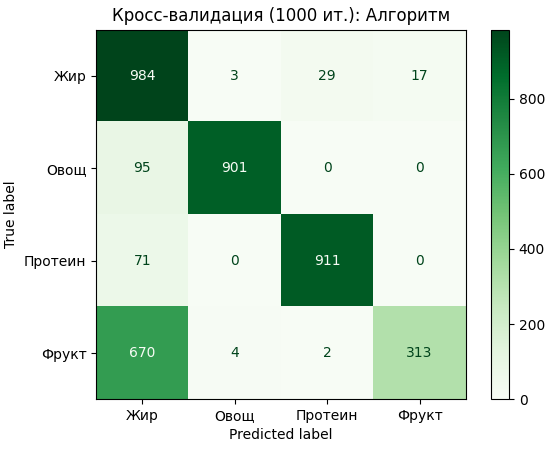 Кросс-валидация (1000 ит.): Алгоритм
Жир 984 3 29 17
Овощ 95 901 0 0
Протеин 71 0 911 0
Фрукт 670 4 2 313
Жир Овощ Протеин Фрукт
Predicted label
True label
800
600
400
200
0